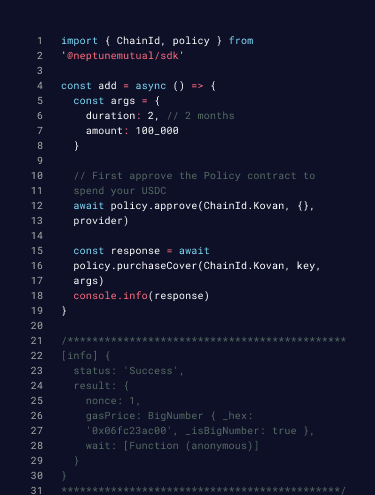 1 import { ChainId, policy } from
2 '@neptunemutual/sdk'
3
4 const add = async () => {
5 const args = {
6 duration: 2, // 2 months
7 amount: 100_000
8 }
9
10 // First approve the Policy contract to
11 spend your USDC
12 await policy.approve(ChainId.Kovan, {},
13 provider)
14
15 const response = await
16 policy.purchaseCover(ChainId.Kovan, key,
17 args)
18 console.info(response)
19 }
20
21 /*********************************************
22 [info] {
23 status: 'Success',
24 result: {
25 nonce: 1,
26 gasPrice: BigNumber { _hex:
27 '0x06fc23ac00', _isBigNumber: true },
28 wait: [Function (anonymous)]
29 }
30 }
31 *********************************************/